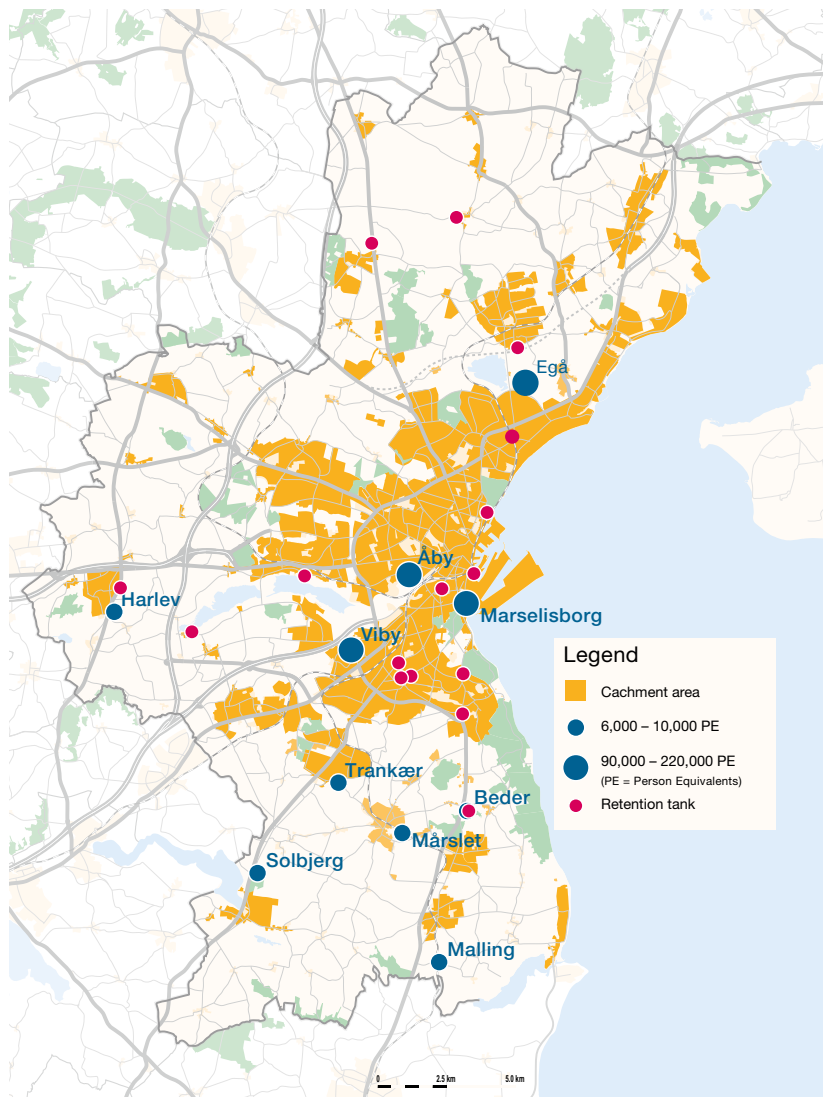 Egå
Åby
Harlev
Marselisborg
Viby
Legend
Cachment area
6,000 – 10,000 PE
90,000 – 220,000 PE
(PE = Person Equivalents)
Retention tank
Trankær
Beder
Mårslet
Solbjerg
Malling
0 2.5 km 5.0 km